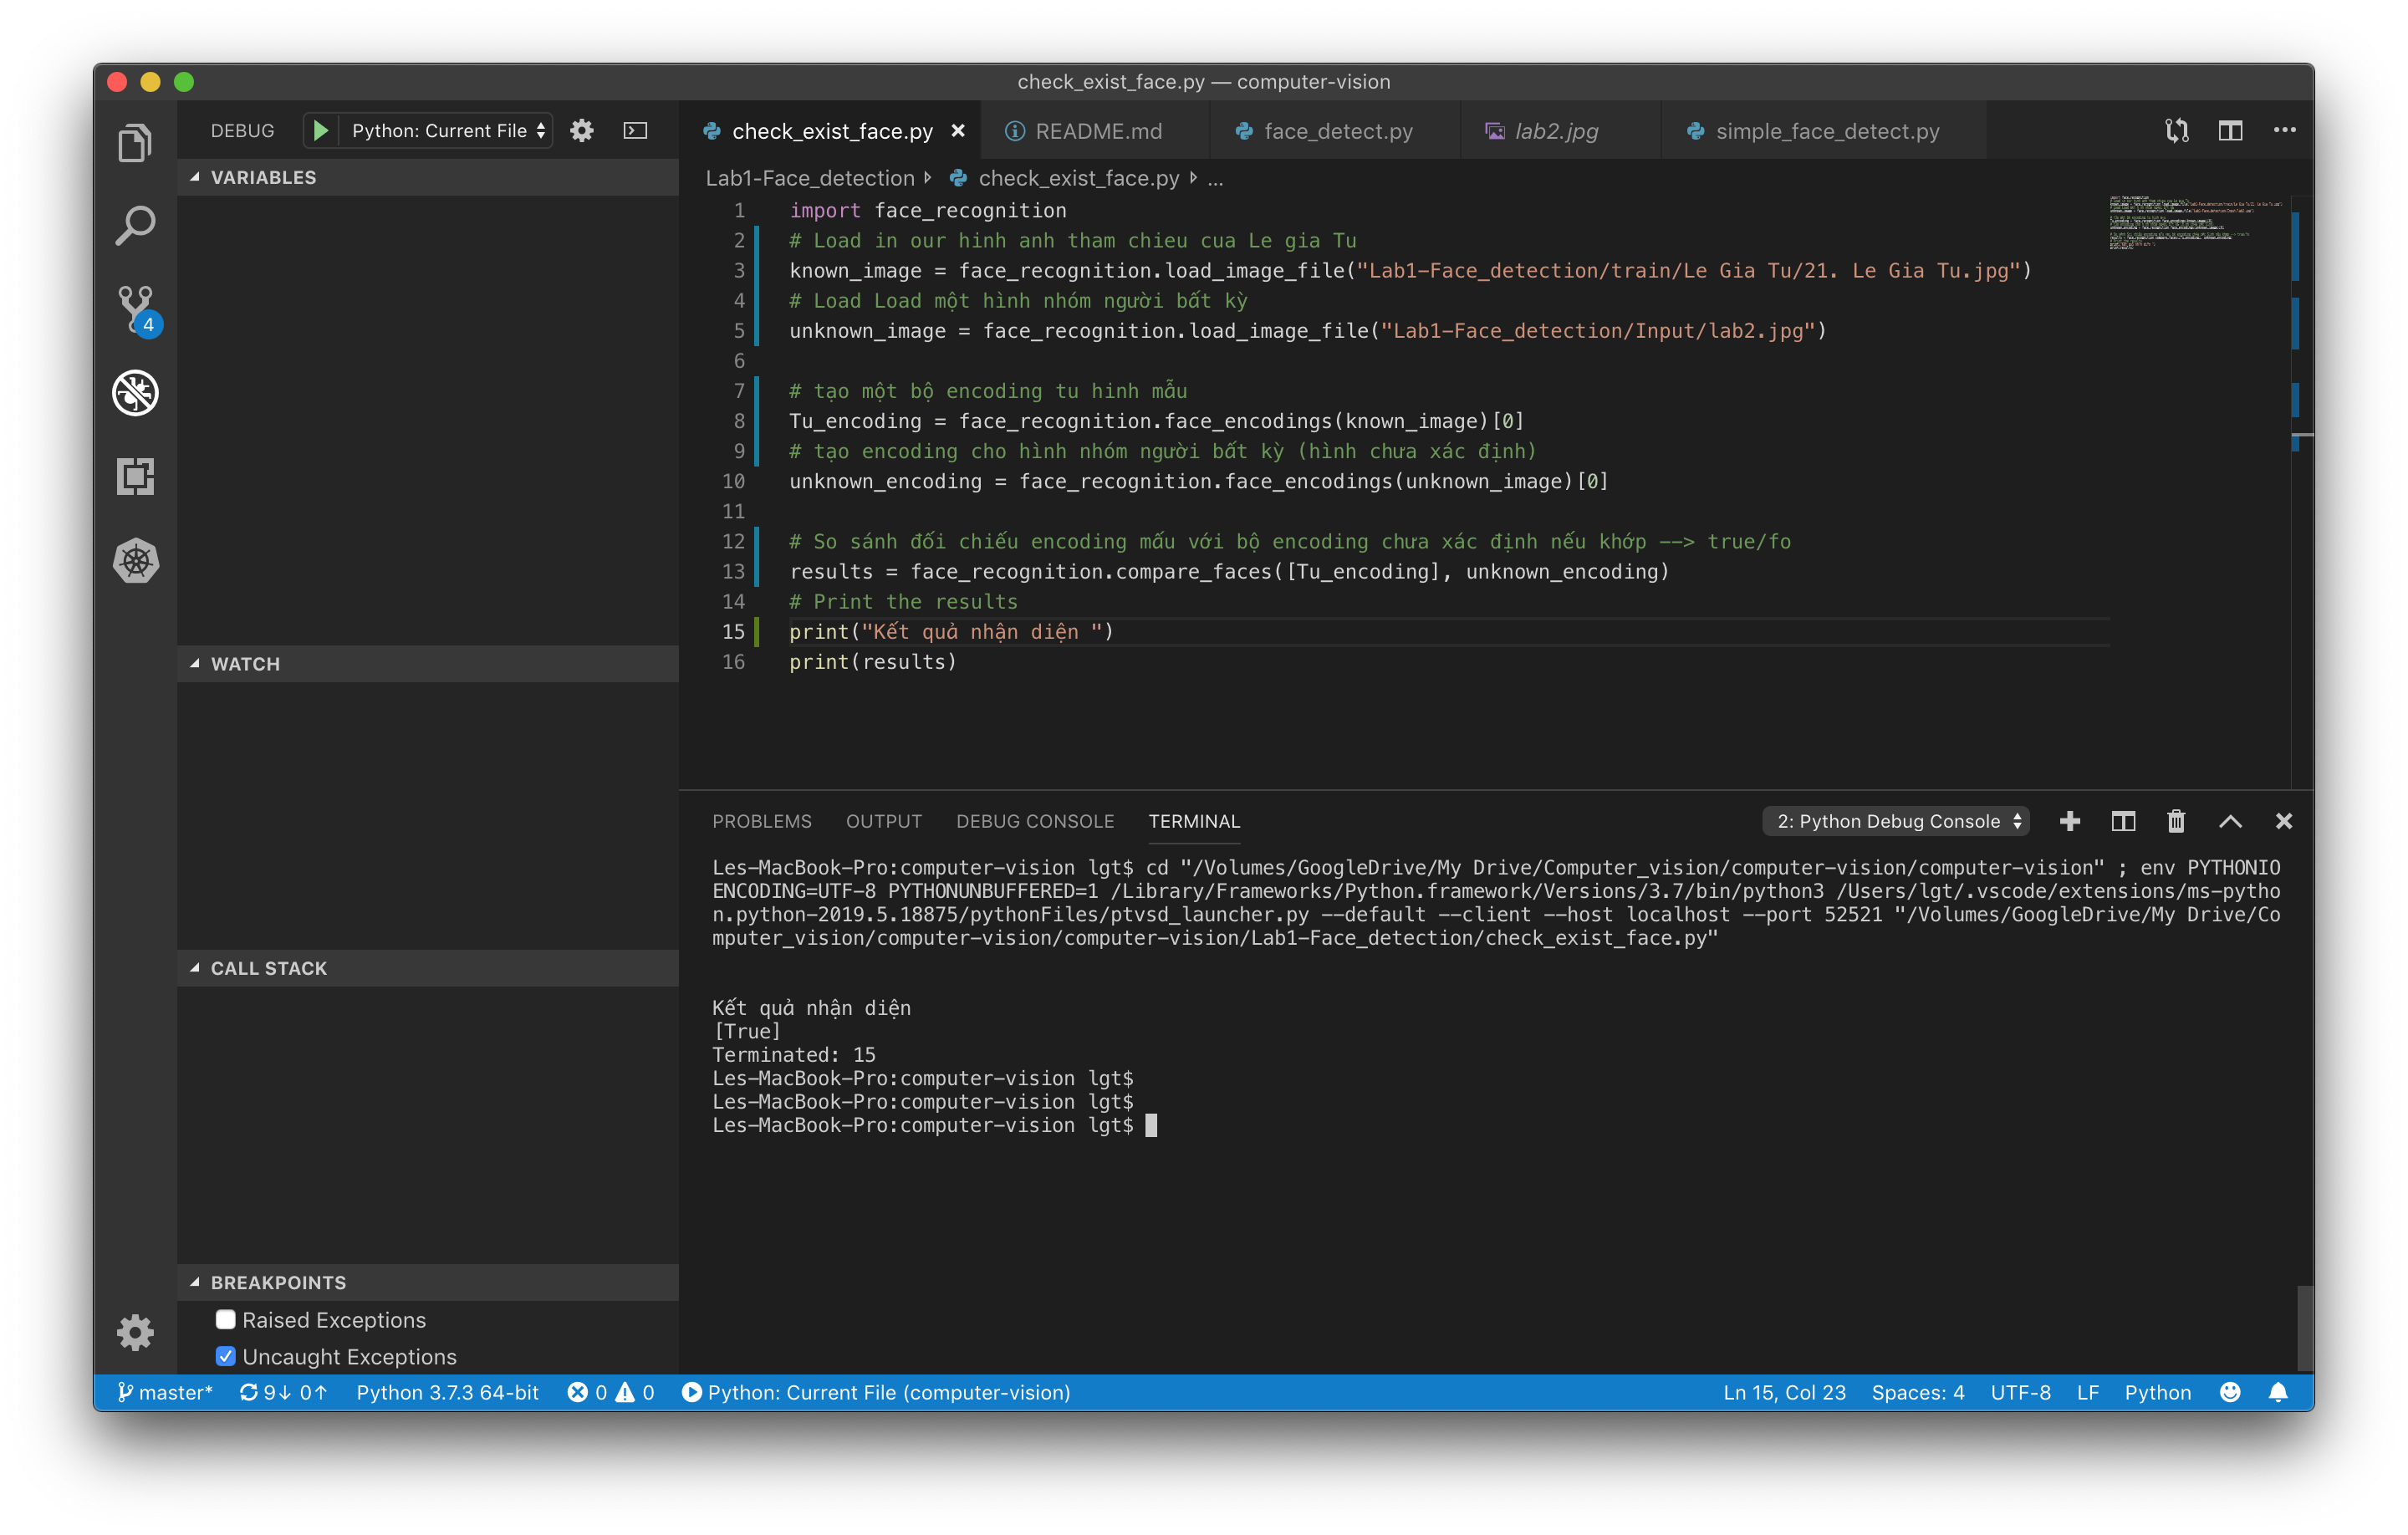 check_exist_face.py — computer-vision
DEBUG
Python: Current File
check_exist_face.py
README.md
face_detect.py
lab2.jpg
simple_face_detect.py
VARIABLES
Lab1-Face_detection
check_exist_face.py
...
1 import face_recognition
2 # Load in our hinh anh tham chieu cua Le gia Tu
3 known_image = face_recognition.load_image_file("Lab1-Face_detection/train/Le Gia Tu/21. Le Gia Tu.jpg")
4 # Load Load một hình nhóm người bất kỳ
5 unknown_image = face_recognition.load_image_file("Lab1-Face_detection/Input/lab2.jpg")
6
7 # tạo một bộ encoding tu hinh mẫu
8 Tu_encoding = face_recognition.face_encodings(known_image)[0]
9 # tạo encoding cho hình nhóm người bất kỳ (hình chưa xác định)
10 unknown_encoding = face_recognition.face_encodings(unknown_image)[0]
11
12 # So sánh đối chiếu encoding mấu với bộ encoding chưa xác định nếu khớp --> true/fo
13 results = face_recognition.compare_faces([Tu_encoding], unknown_encoding)
14 # Print the results
15 print("Kết quả nhận diện ")
16 print(results)
4
WATCH
CALL STACK
BREAKPOINTS
Raised Exceptions
Uncaught Exceptions
PROBLEMS
OUTPUT
DEBUG CONSOLE
TERMINAL
2: Python Debug Console
Les-MacBook-Pro:computer-vision lgt$ cd "/Volumes/GoogleDrive/My Drive/Computer_vision/computer-vision/computer-vision" ; env PYTHONIO
ENCODING=UTF-8 PYTHONUNBUFFERED=1 /Library/Frameworks/Python.framework/Versions/3.7/bin/python3 /Users/lgt/.vscode/extensions/ms-pytho
n.python-2019.5.18875/pythonFiles/ptvsd_launcher.py --default --client --host localhost --port 52521 "/Volumes/GoogleDrive/My Drive/Co
mputer_vision/computer-vision/computer-vision/Lab1-Face_detection/check_exist_face.py"
Kết quả nhận diện
[True]
Terminated: 15
Les-MacBook-Pro:computer-vision lgt$
Les-MacBook-Pro:computer-vision lgt$
Les-MacBook-Pro:computer-vision lgt$
master*
9↓ 0↑
Python 3.7.3 64-bit
0
0
Python: Current File (computer-vision)
Ln 15, Col 23
Spaces: 4
UTF-8
LF
Python